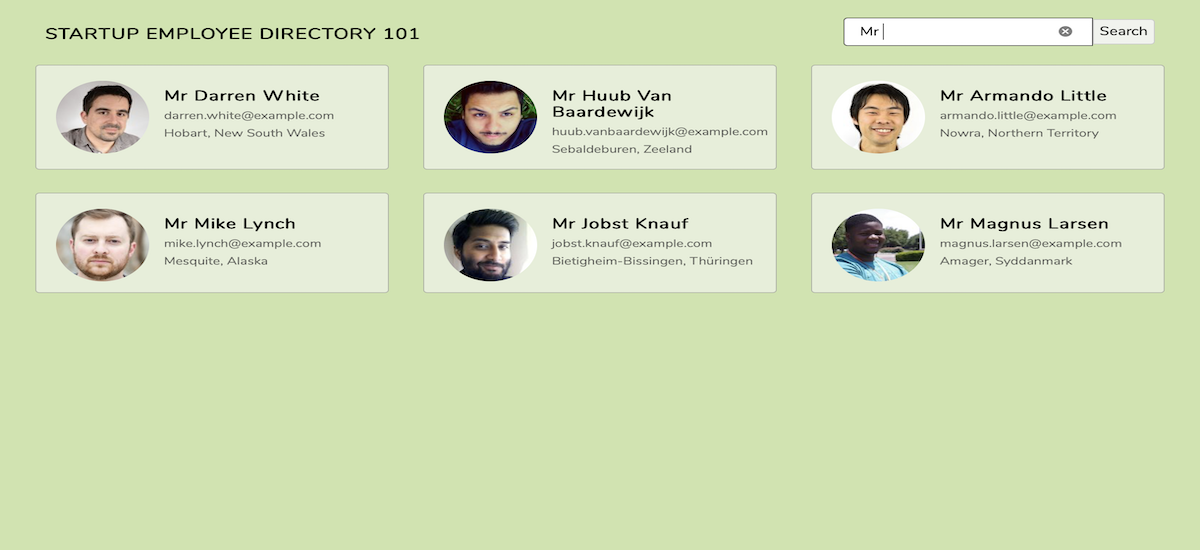 STARTUP EMPLOYEE DIRECTORY 101
Mr
Search
Mr Darren White
darren.white@example.com
Hobart, New South Wales
Mr Huub Van
Baardewijk
huub.vanbaardewijk@example.com
Sebaldeburen, Zeeland
Mr Armando Little
armando.little@example.com
Nowra, Northern Territory
Mr Mike Lynch
mike.lynch@example.com
Mesquite, Alaska
Mr Jobst Knauf
jobst.knauf@example.com
Bietigheim-Bissingen, Thüringen
Mr Magnus Larsen
magnus.larsen@example.com
Amager, Syddanmark